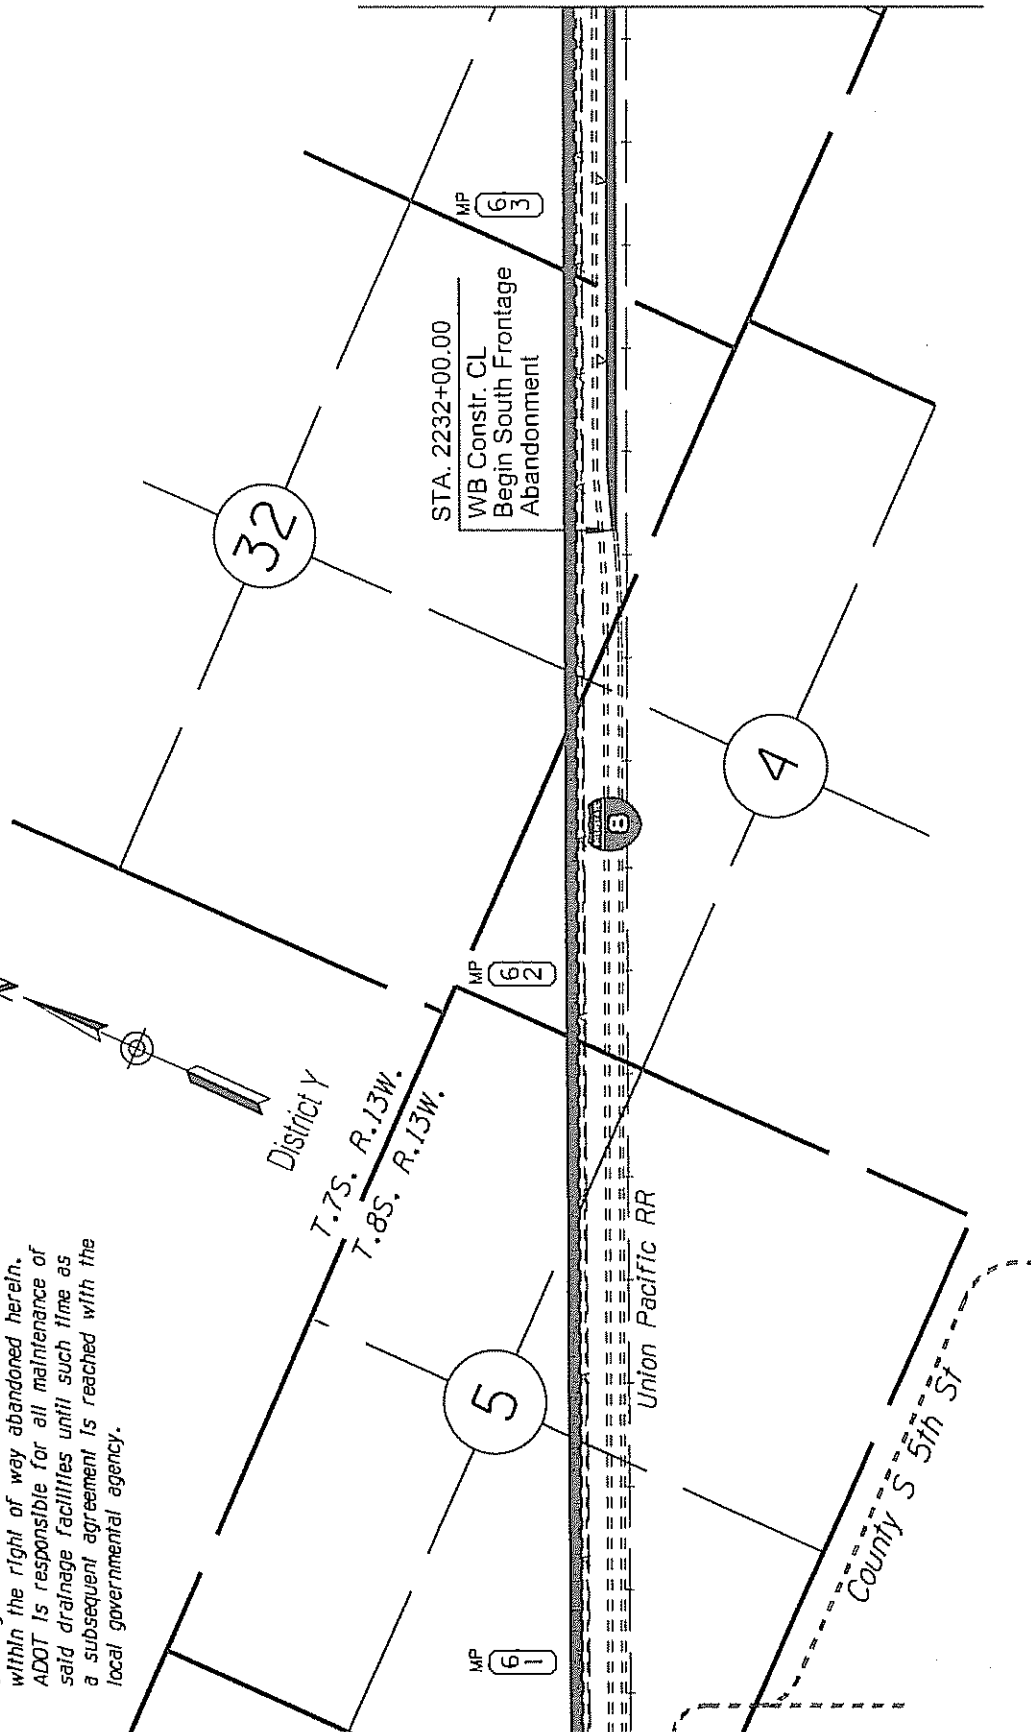 within the right of way abandoned herein.
ADOT is responsible for all maintenance of
said drainage facilities until such time as
a subsequent agreement is reached with the
local governmental agency.
N
District Y
T.7S. R.13W.
T.8S. R.13W.
32
5
4
MP
61
MP
62
MP
63
STA. 2232+00.00
WB Constr. CL
Begin South Frontage
Abandonment
8
Union Pacific RR
County S 5th St